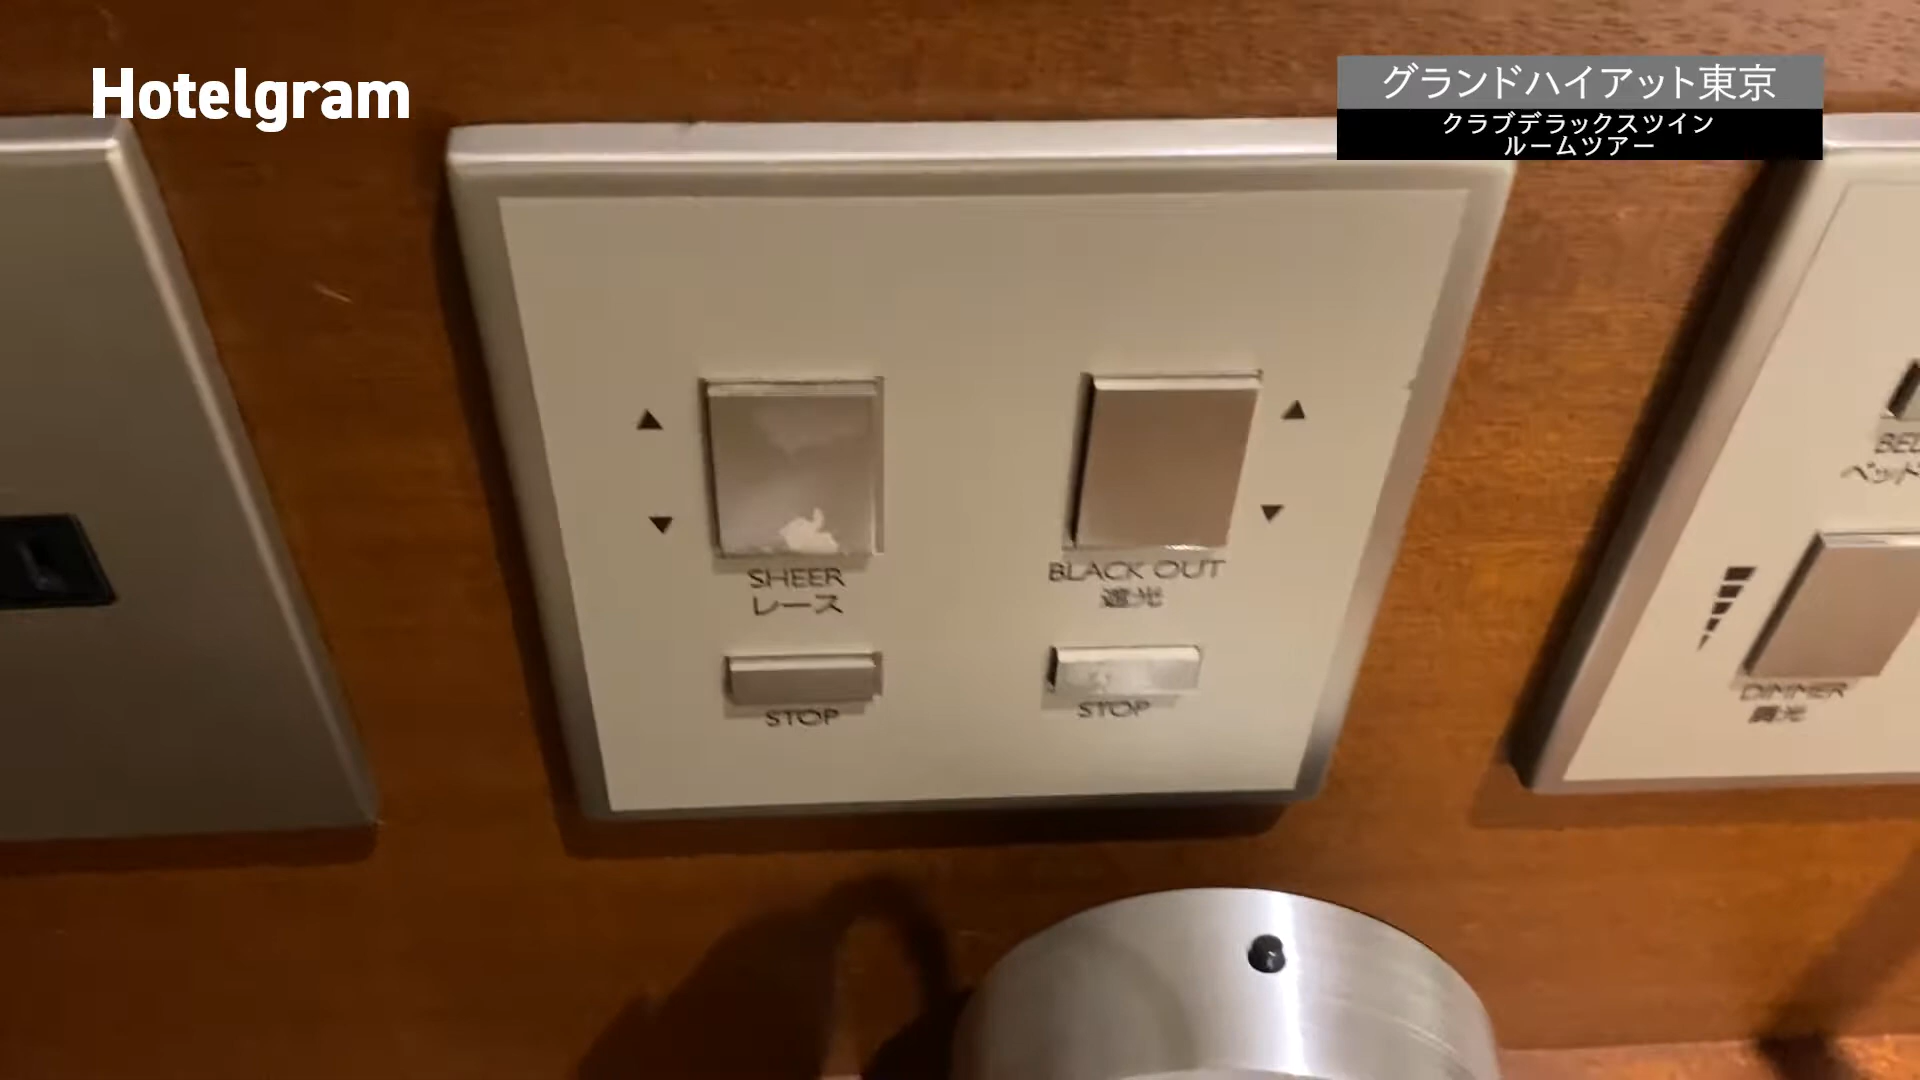 Hotelgram
グランドハイアット東京
クラブデラックスツイン
ルームツアー
SHEER
レース
STOP
BLACK OUT
遮光
STOP
DIMMER
調光